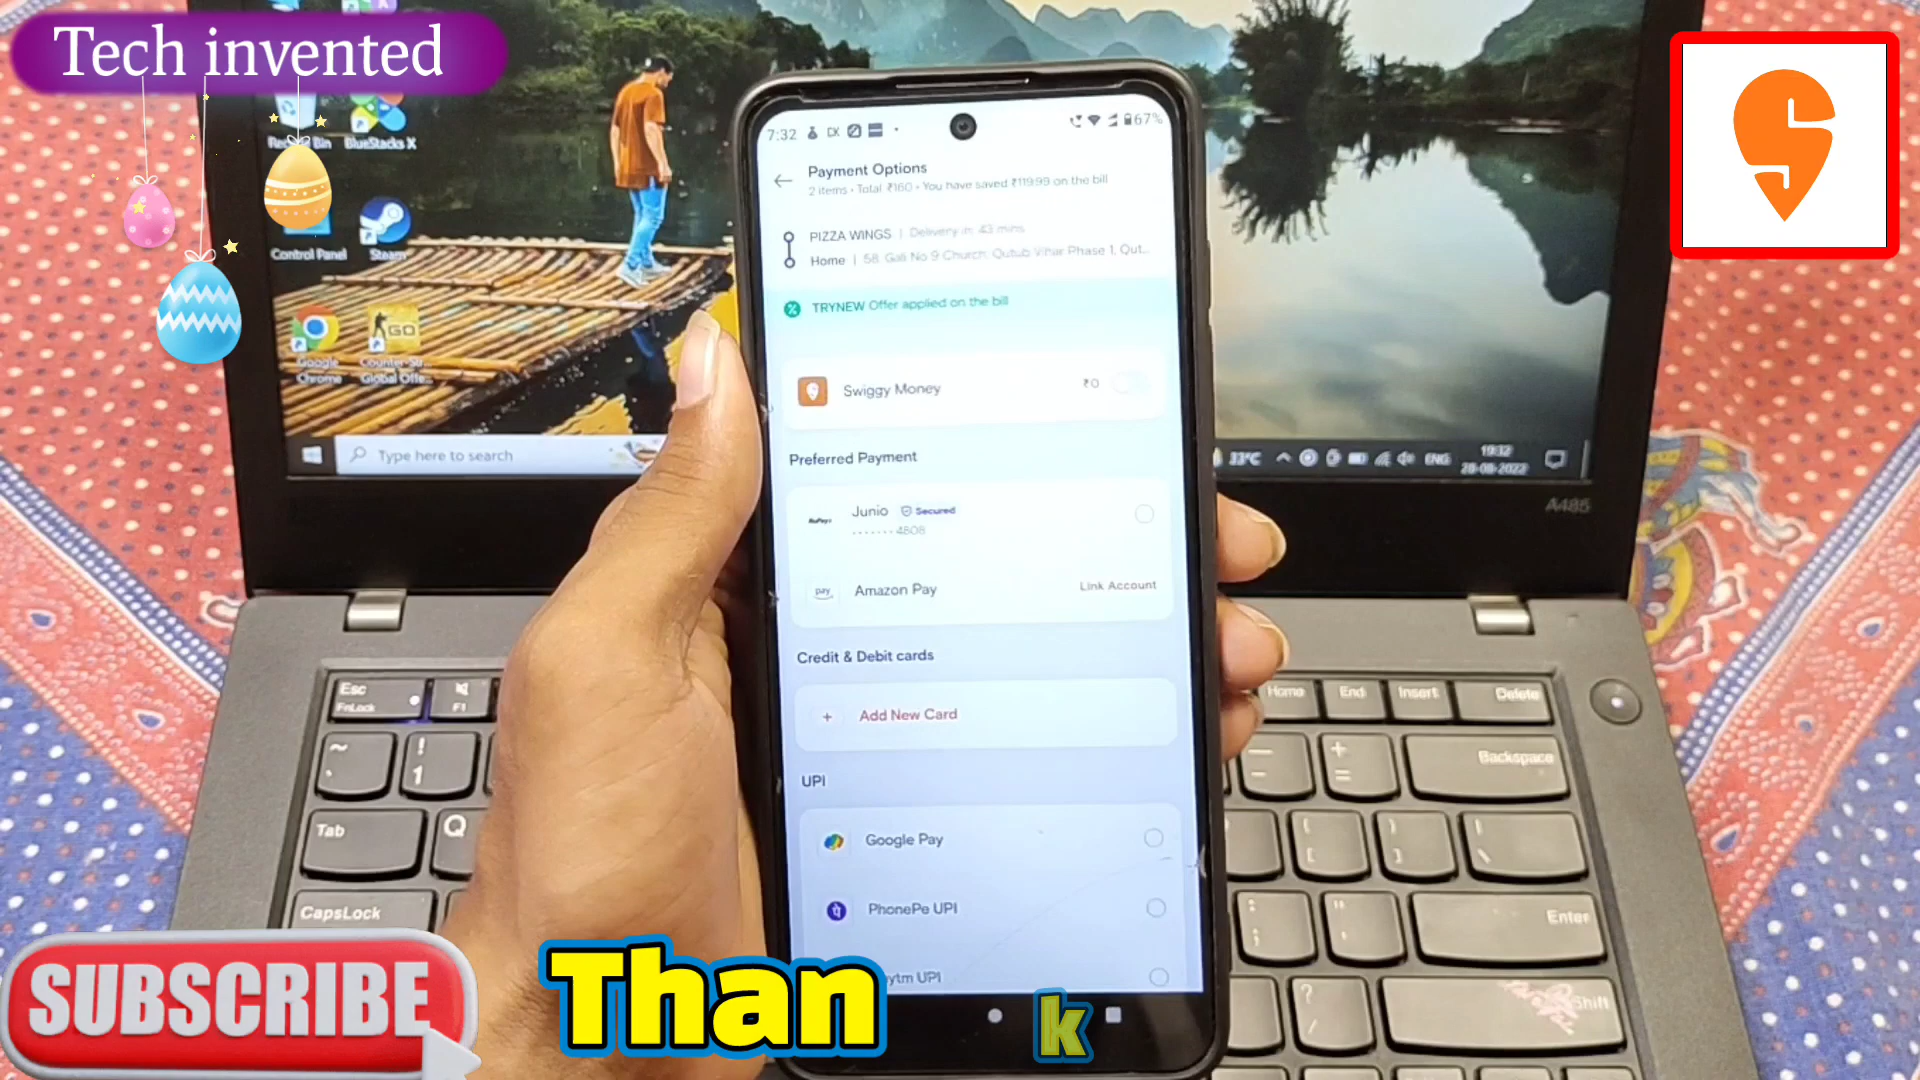 Tech invented
Recycle Bin
BlueStacks X
Control Panel
Steam
Google Chrome
Counter-Str...
Global Offe...
GO
Type here to search
33°C
ENG
19:32
28-08-2022
A485
7:32
67%
Payment Options
2 items • Total ₹160 • You have saved ₹119.99 on the bill
PIZZA WINGS | Delivery in: 43 mins
Home | 58, Gali No 9 Church, Qutub Vihar Phase 1, Qut...
TRYNEW Offer applied on the bill
Swiggy Money ₹0
Preferred Payment
RuPay
Junio Secured
....... 4808
pay Amazon Pay Link Account
Credit & Debit cards
+ Add New Card
UPI
Google Pay
PhonePe UPI
ytm UPI
Esc
FnLock
F1
~
!
1
Tab
Q
CapsLock
Home
End
Insert
Delete
—
-
+
=
Backspace
{
[
}
]
|
\
:
;
"
'
Enter
?
/
Shift
SUBSCRIBE
Than k